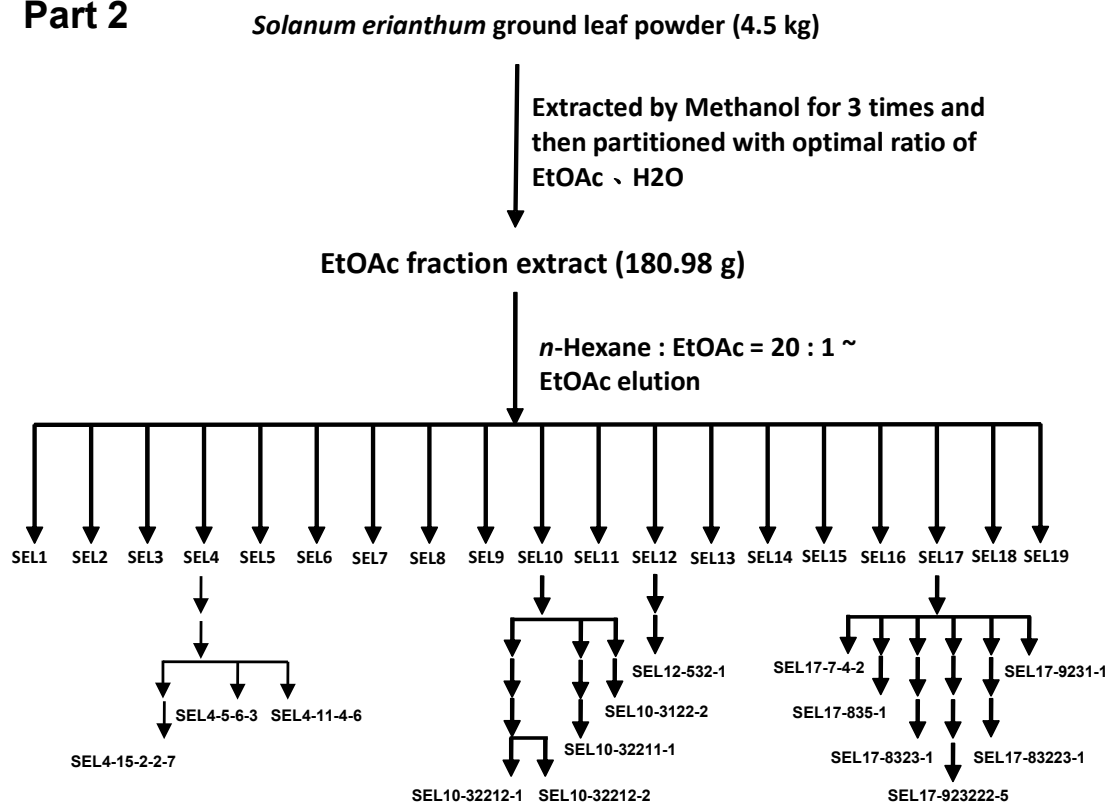 Part 2
Solanum erianthum ground leaf powder (4.5 kg)
Extracted by Methanol for 3 times and
then partitioned with optimal ratio of
EtOAc、H2O
EtOAc fraction extract (180.98 g)
n-Hexane : EtOAc = 20 : 1 ~
EtOAc elution
SEL1 SEL2 SEL3 SEL4 SEL5 SEL6 SEL7 SEL8 SEL9 SEL10 SEL11 SEL12 SEL13 SEL14 SEL15 SEL16 SEL17 SEL18 SEL19
SEL4-5-6-3 SEL4-11-4-6
SEL4-15-2-2-7
SEL12-532-1
SEL10-3122-2
SEL10-32211-1
SEL10-32212-1 SEL10-32212-2
SEL17-7-4-2 SEL17-9231-1
SEL17-835-1
SEL17-8323-1 SEL17-83223-1
SEL17-923222-5